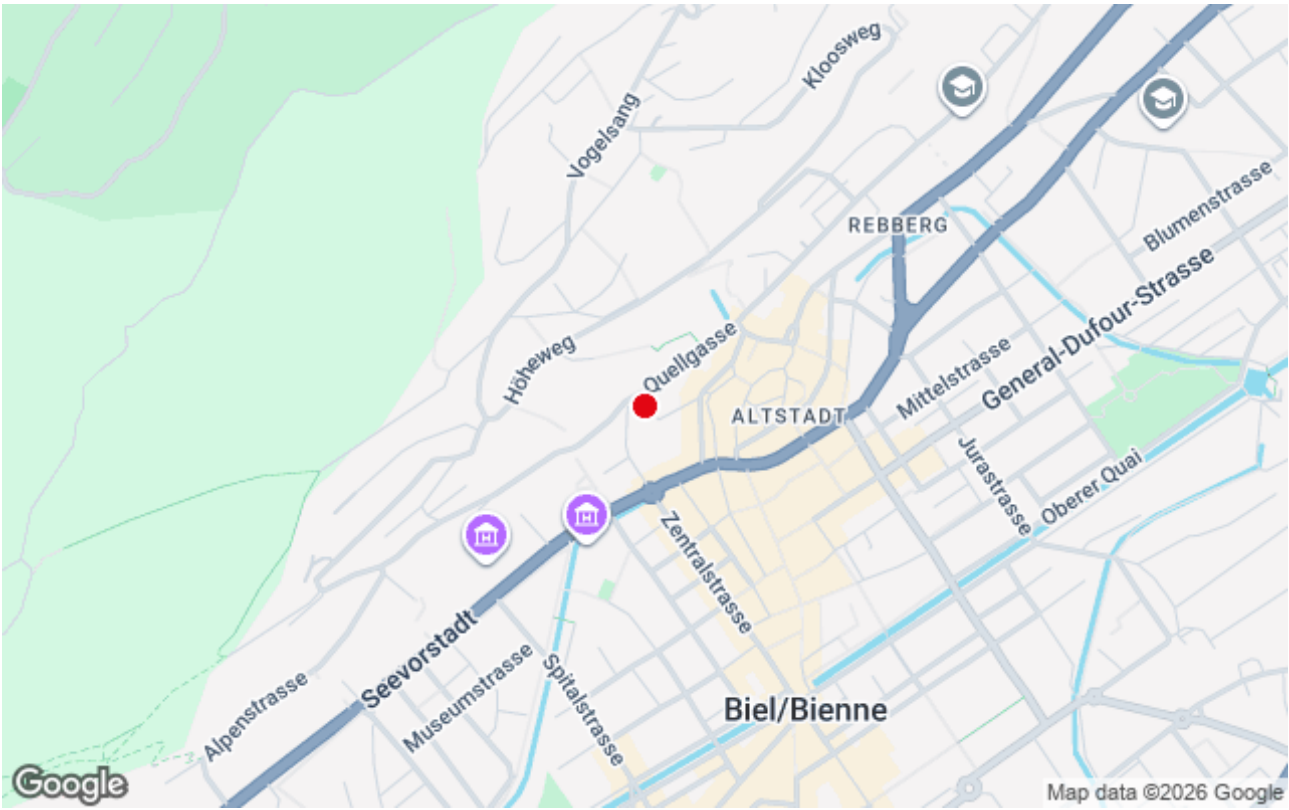 Kloosweg
Vogelsang
REBBERG
Blumenstrasse
General-Dufour-Strasse
Quellgasse
Höheweg
Mittelstrasse
ALTSTADT
Jurastrasse
Oberer Quai
Zentralstrasse
Seevorstadt
Museumstrasse
Spitalstrasse
Alpenstrasse
Biel/Bienne
Google
Map data ©2026 Google